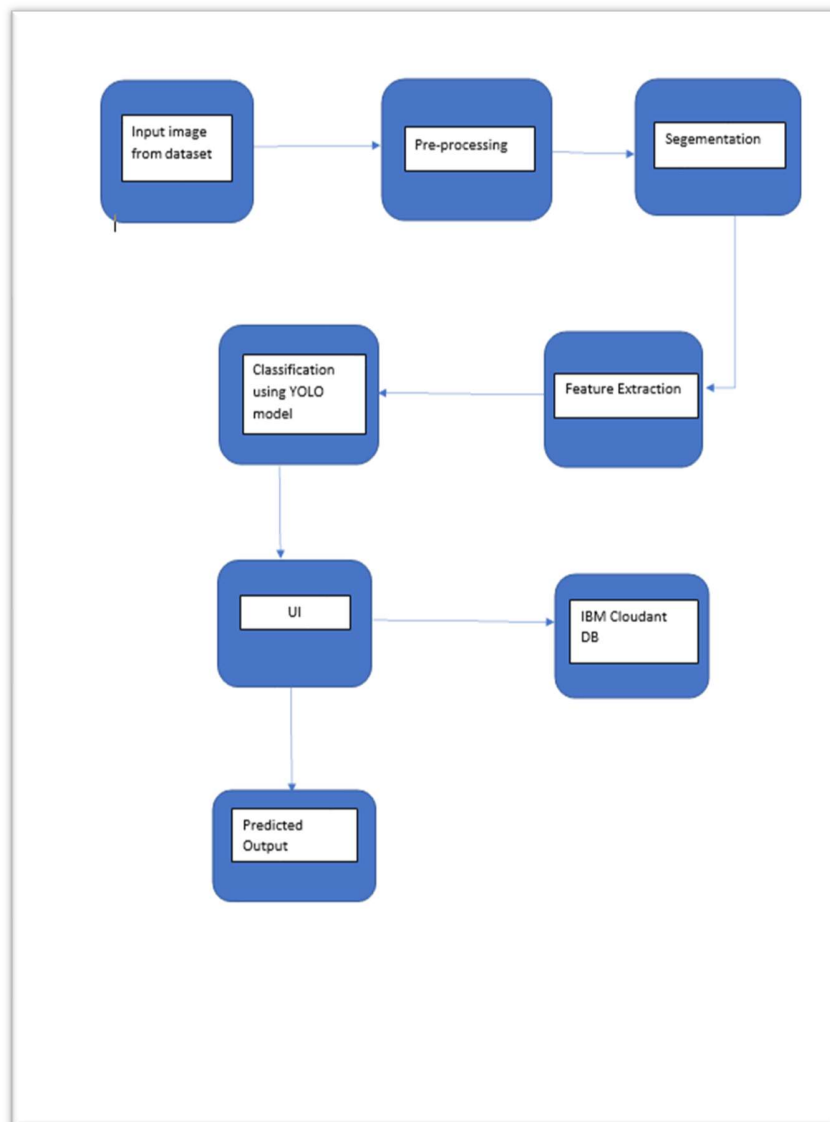 Input image
from dataset
Pre-processing
Segementation
Classification
using YOLO
model
Feature Extraction
UI
IBM Cloudant
DB
Predicted
Output